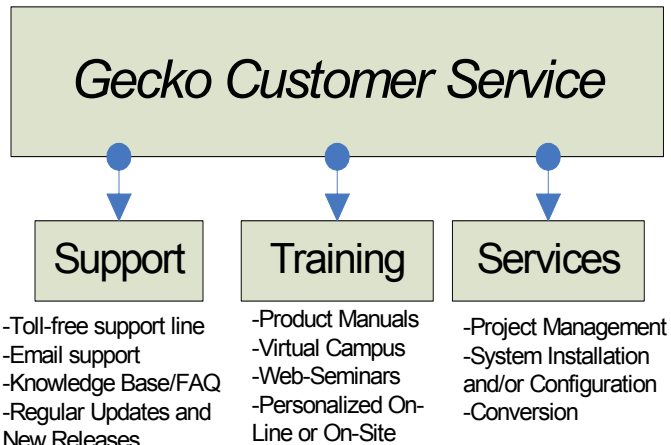 Gecko Customer Service
Support
-Toll-free support line
-Email support
-Knowledge Base/FAQ
-Regular Updates and
New Releases
Training
-Product Manuals
-Virtual Campus
-Web-Seminars
-Personalized On-
Line or On-Site
Services
-Project Management
-System Installation
and/or Configuration
-Conversion